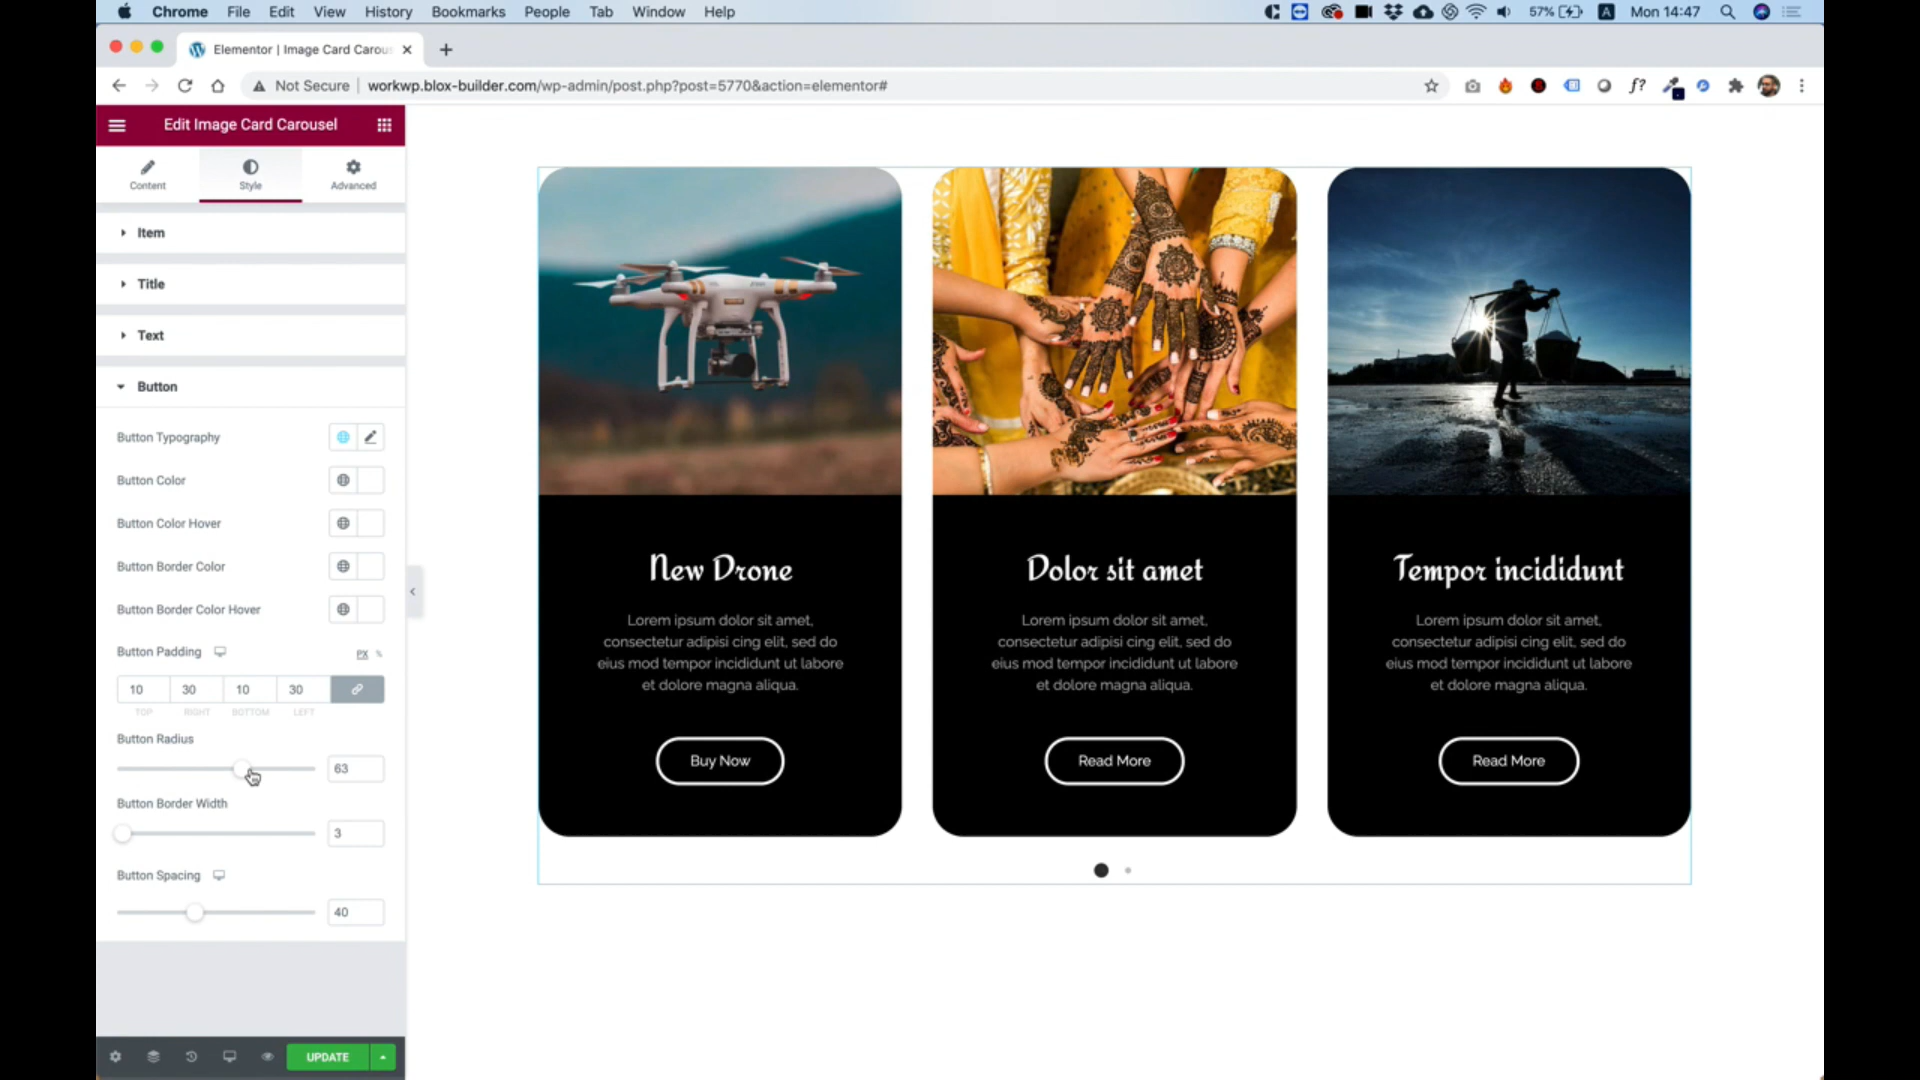 Chrome File Edit View History Bookmarks People Tab Window Help 57% A Mon 14:47
Elementor | Image Card Carou
Not Secure workwp.blox-builder.com/wp-admin/post.php?post=5770&action=elementor# f?
Edit Image Card Carousel
Content Style Advanced
Item
Title
Text
Button
Button Typography
Button Color
Button Color Hover
Button Border Color
Button Border Color Hover
Button Padding PX %
10 30 10 30
TOP RIGHT BOTTOM LEFT
Button Radius
63
Button Border Width
3
Button Spacing
40
UPDATE
New Drone
Lorem ipsum dolor sit amet,
consectetur adipisi cing elit, sed do
eius mod tempor incididunt ut labore
et dolore magna aliqua.
Buy Now
Dolor sit amet
Lorem ipsum dolor sit amet,
consectetur adipisi cing elit, sed do
eius mod tempor incididunt ut labore
et dolore magna aliqua.
Read More
Tempor incididunt
Lorem ipsum dolor sit amet,
consectetur adipisi cing elit, sed do
eius mod tempor incididunt ut labore
et dolore magna aliqua.
Read More